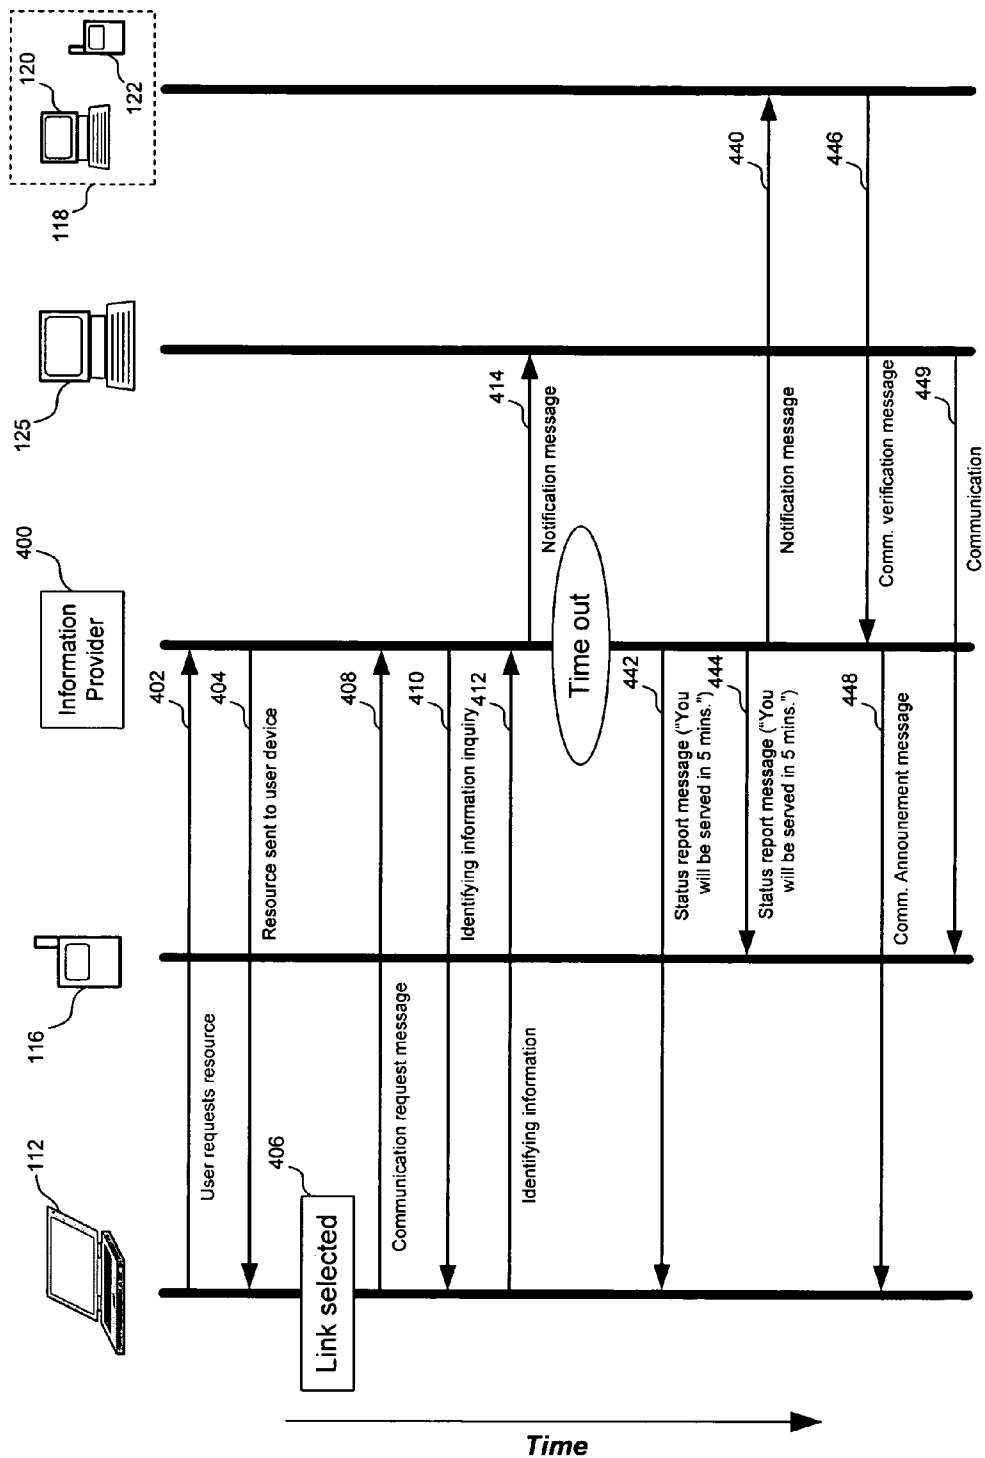 112
116
Information
Provider
400
125
118
120
122
402
User requests resource
404
Resource sent to user device
Link selected
406
408
Communication request message
410
Identifying information inquiry
412
Identifying information
414
Notification message
Time out
442
Status report message ("You
will be served in 5 mins.")
444
Status report message ("You
will be served in 5 mins.")
440
Notification message
446
Comm. verification message
448
Comm. Announement message
449
Communication
Time